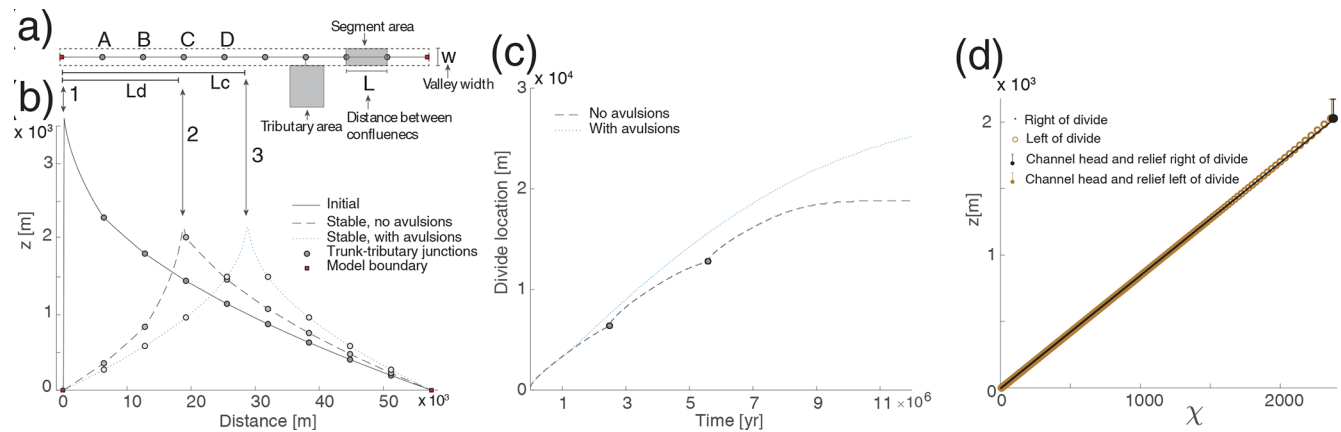 (a)
A B C D
Segment area
W
Valley width
Ld
Lc
L
Tributary area
Distance between
confluenecs
(b)
1
2
3
x 10³
z [m]
3
2
1
0
Initial
Stable, no avulsions
Stable, with avulsions
Trunk-tributary junctions
Model boundary
0 10 20 30 40 50 x 10³
Distance [m]
(c)
x 10⁴
Divide location [m]
3
2
1
0
No avulsions
With avulsions
1 3 5 7 9 11 ×10⁶
Time [yr]
(d)
x 10³
z[m]
2
1
0
Right of divide
Left of divide
Channel head and relief right of divide
Channel head and relief left of divide
0 1000 2000
χ